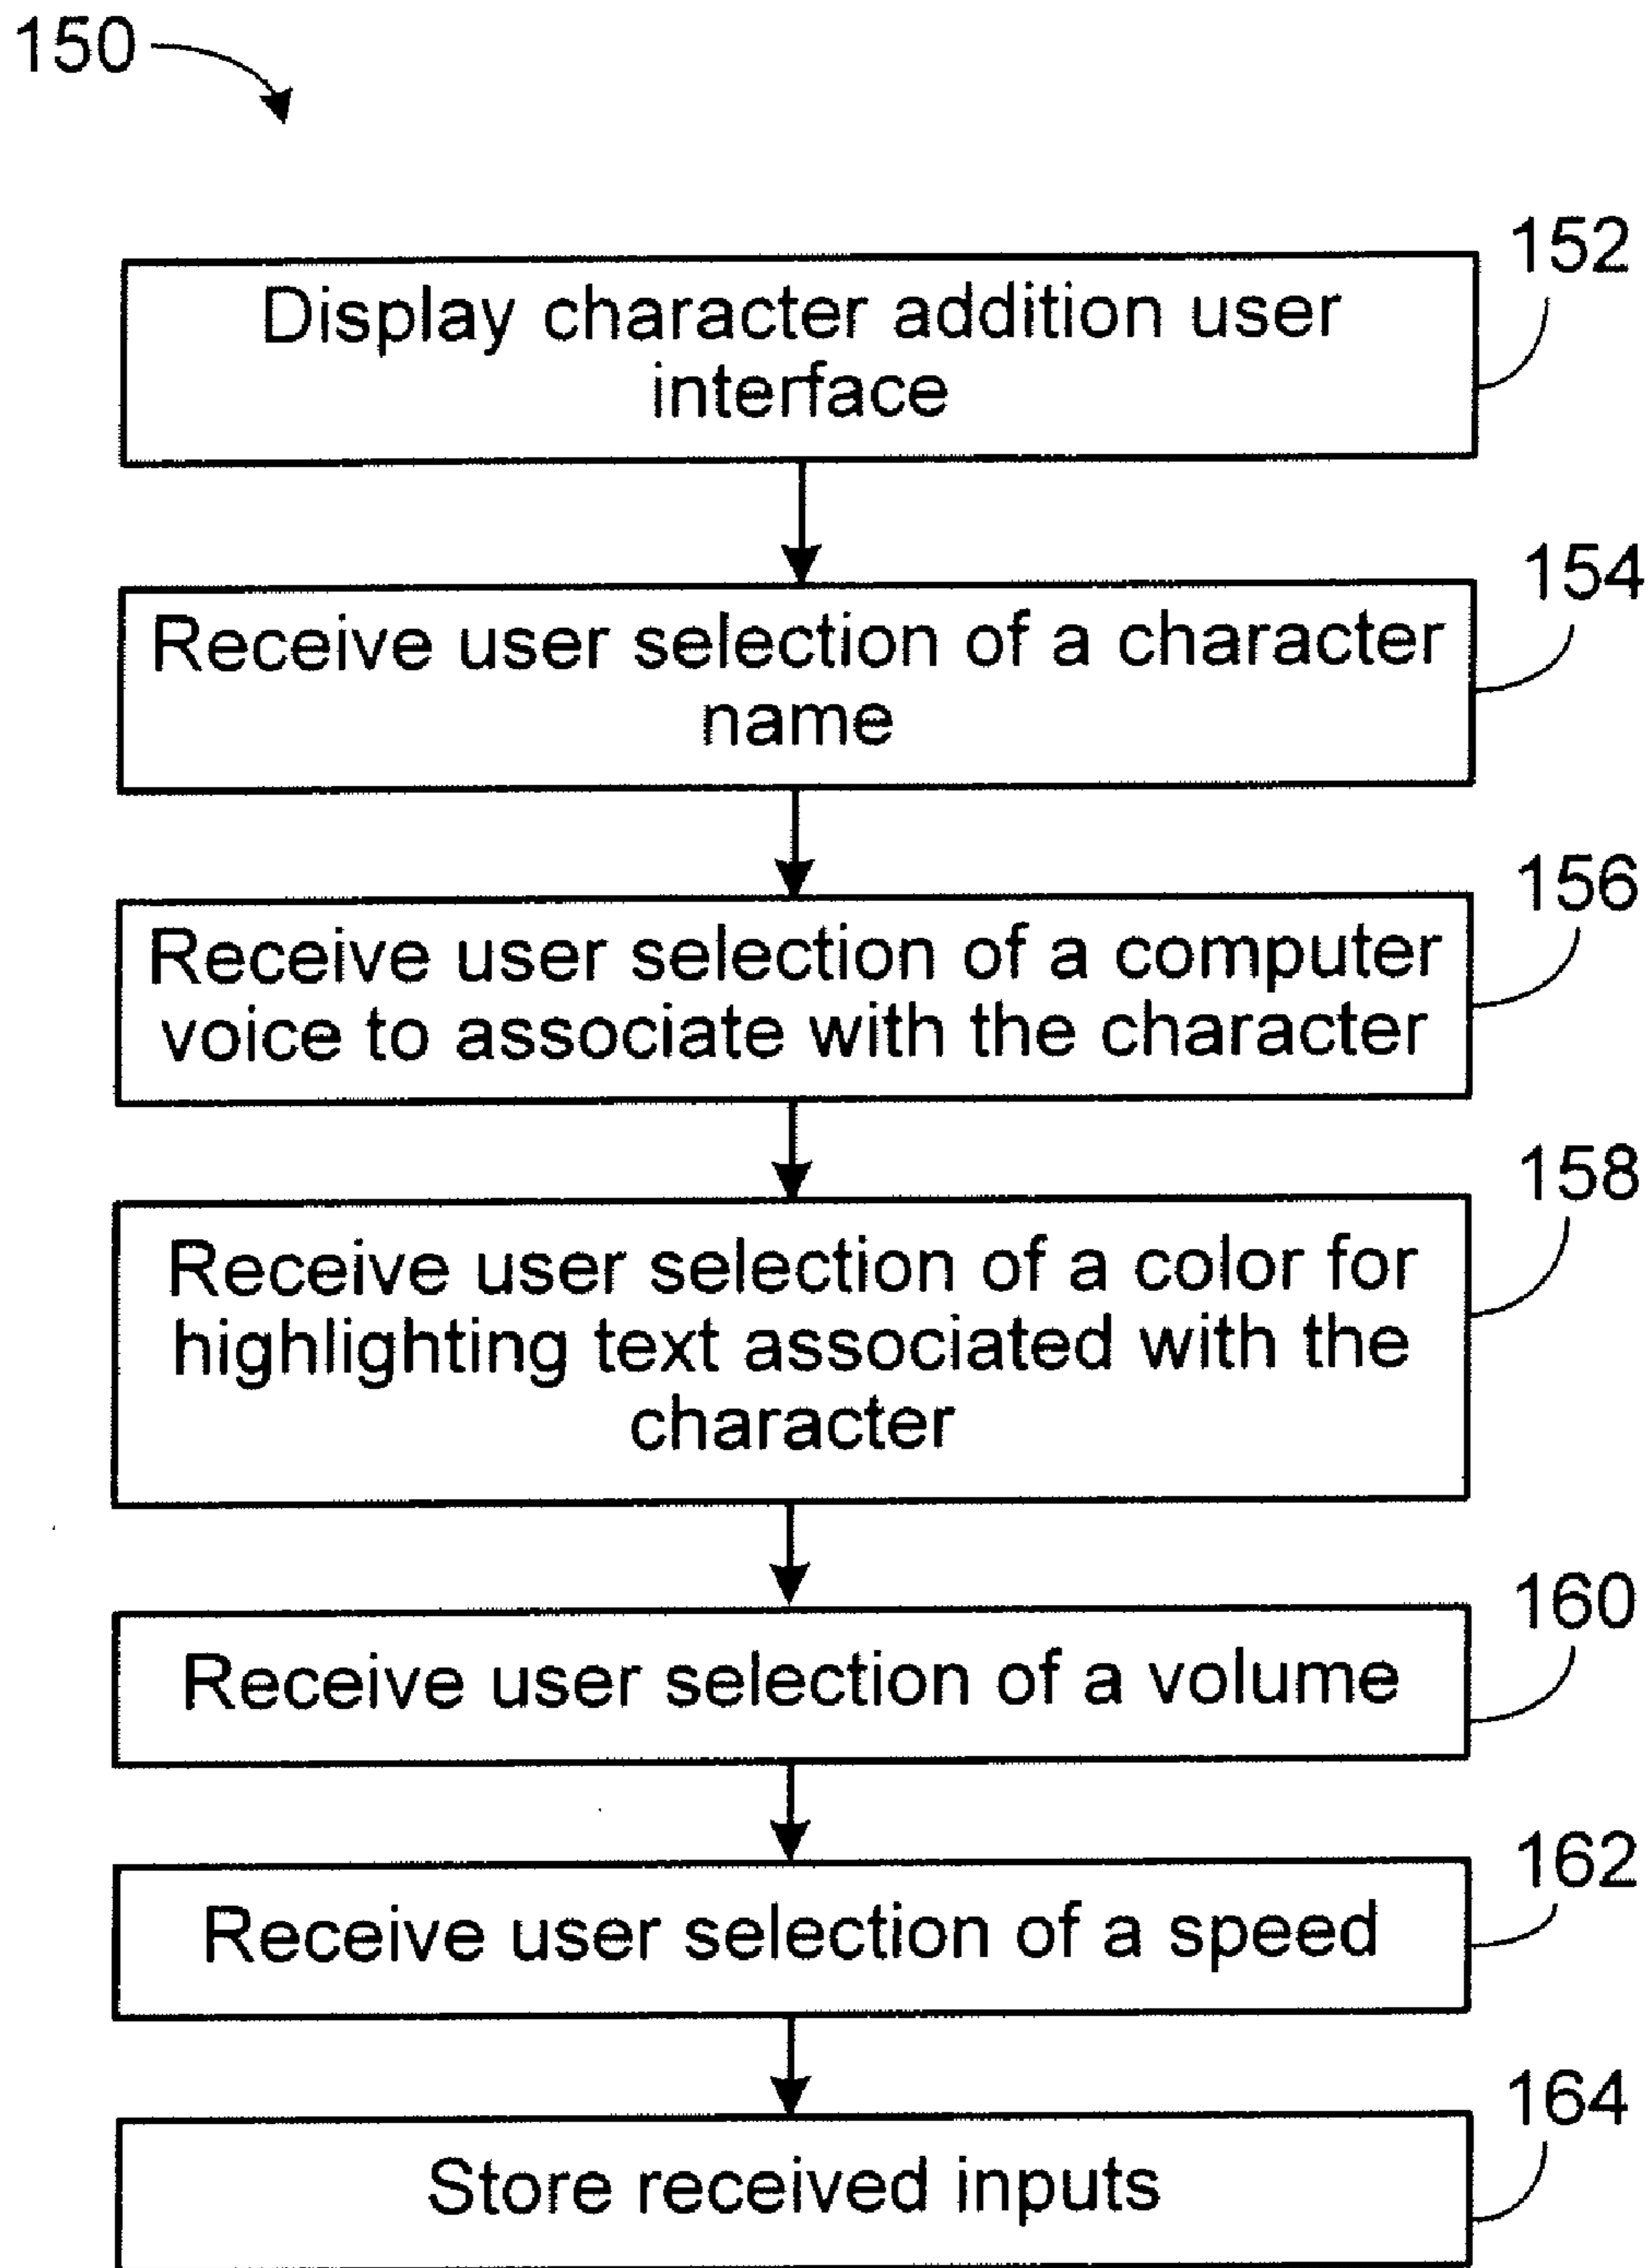 150
152
Display character addition user
interface
154
Receive user selection of a character
name
156
Receive user selection of a computer
voice to associate with the character
158
Receive user selection of a color for
highlighting text associated with the
character
160
Receive user selection of a volume
162
Receive user selection of a speed
164
Store received inputs